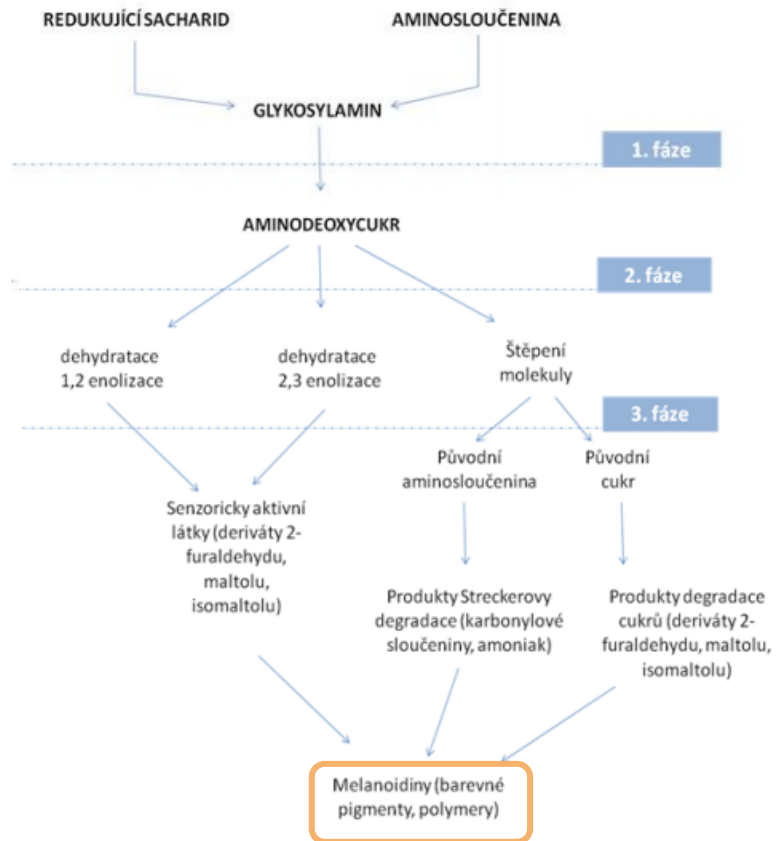 REDUKUJÍCÍ SACHARID
AMINOSLOUČENINA
GLYKOSYLAMIN
1. fáze
AMINODEOXYCUKR
2. fáze
dehydratace
1,2 enolizace
dehydratace
2,3 enolizace
Štěpení
molekuly
3. fáze
Původní
aminosloučenina
Původní
cukr
Senzoricky aktivní
látky (deriváty 2-
furaldehydu,
maltolu,
isomaltolu)
Produkty Streckerovy
degradace (karbonylové
sloučeniny, amoniak)
Produkty degradace
cukrů (deriváty 2-
furaldehydu, maltolu,
isomaltolu)
Melanoidiny (barevné
pigmenty, polymery)